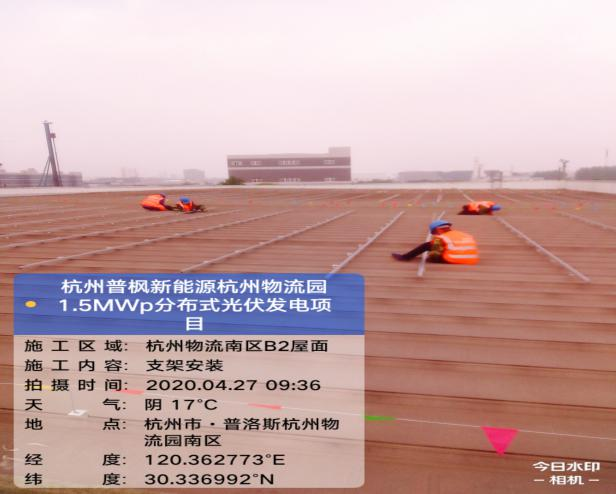 杭州普枫新能源杭州物流园
1.5MWp分布式光伏发电项
目
施工区域: 杭州物流南区B2屋面
施工内容: 支架安装
拍摄时间: 2020.04.27 09:36
天气: 阴 17℃
地点: 杭州市·普洛斯杭州物
流园南区
经度: 120.362773°E
纬度: 30.336992°N
今日水印
– 相机 –